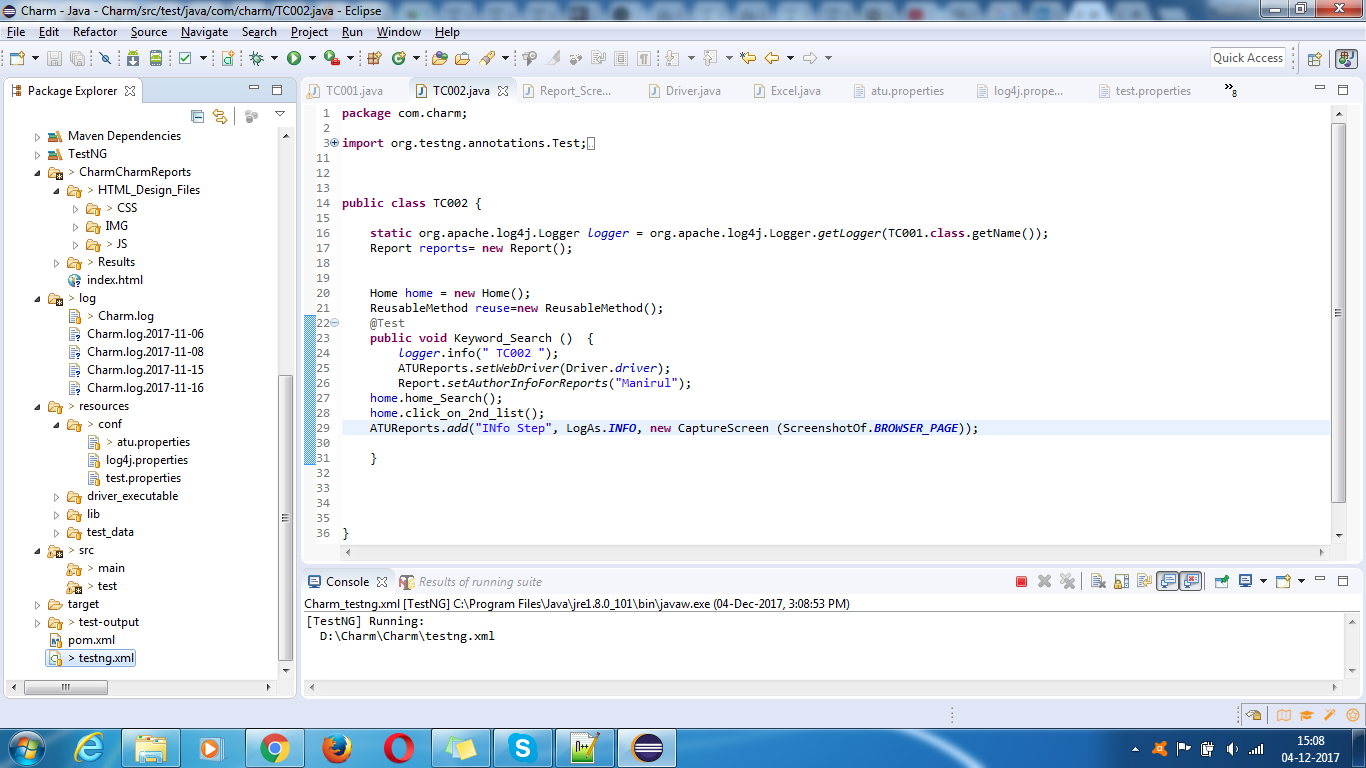 Charm - Java - Charm/src/test/java/com/charm/TC002.java - Eclipse
File Edit Refactor Source Navigate Search Project Run Window Help
Quick Access
Package Explorer
Maven Dependencies
TestNG
> CharmCharmReports
> HTML_Design_Files
> CSS
IMG
> JS
> Results
index.html
> log
> Charm.log
Charm.log.2017-11-06
Charm.log.2017-11-08
Charm.log.2017-11-15
Charm.log.2017-11-16
> resources
> conf
> atu.properties
log4j.properties
test.properties
driver_executable
lib
test_data
> src
> main
> test
target
> test-output
pom.xml
> testng.xml
TC001.java TC002.java Report_Scre... Driver.java Excel.java atu.properties log4j.prope... test.properties »8
1 package com.charm;
2
3 import org.testng.annotations.Test;
11
12
13
14 public class TC002 {
15
16 static org.apache.log4j.Logger logger = org.apache.log4j.Logger.getLogger(TC001.class.getName());
17 Report reports= new Report();
18
19
20 Home home = new Home();
21 ReusableMethod reuse=new ReusableMethod();
22 @Test
23 public void Keyword_Search ()  {
24 logger.info(" TC002 ");
25 ATUReports.setWebDriver(Driver.driver);
26 Report.setAuthorInfoForReports("Manirul");
27 home.home_Search();
28 home.click_on_2nd_list();
29 ATUReports.add("INfo Step", LogAs.INFO, new CaptureScreen (ScreenshotOf.BROWSER_PAGE));
30
31 }
32
33
34
35
36 }
Console Results of running suite
Charm_testng.xml [TestNG] C:\Program Files\Java\jre1.8.0_101\bin\javaw.exe (04-Dec-2017, 3:08:53 PM)
[TestNG] Running:
D:\Charm\Charm\testng.xml
15:08
04-12-2017